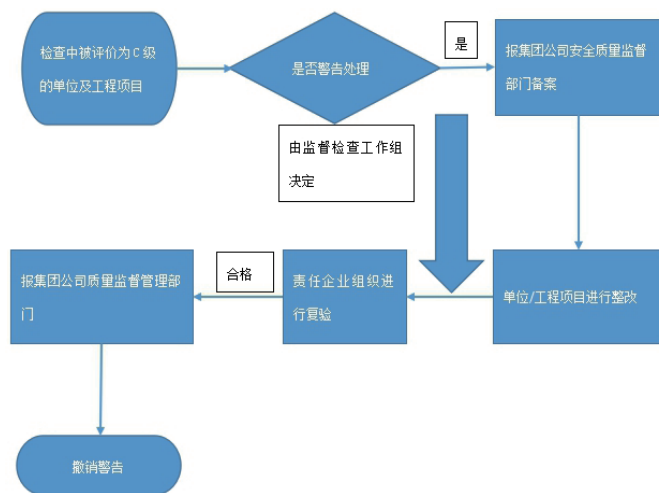 检查中被评价为 C 级
的单位及工程项目
是否警告处理
是
报集团公司安全质量监督
部门备案
由监督检查工作组
决定
报集团公司质量监督管理部
门
合格
责任企业组织进
行复验
单位/工程项目进行整改
撤销警告